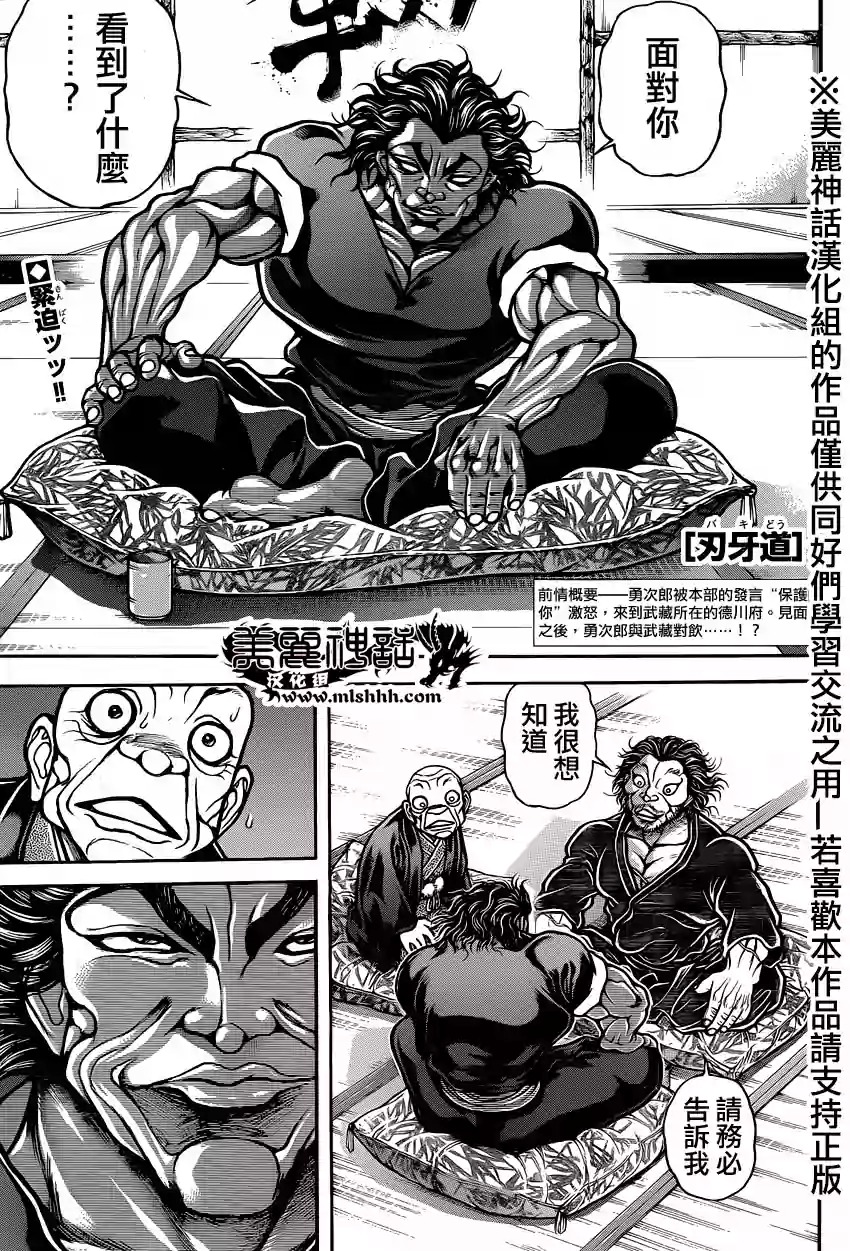 面對你
看到了什麼
……?
◆緊迫ッッ!!
きんぱく
[刃牙道]
バキどう
前情概要——勇次郎被本部的發言“保護
你”激怒，來到武藏所在的德川府。見面
之後，勇次郎與武藏對飲……！？
美麗神話
汉化组
www.mlshhh.com
我很想
知道
請務必
告訴我
※美麗神話漢化組的作品僅供同好們學習交流之用—若喜歡本作品請支持正版—